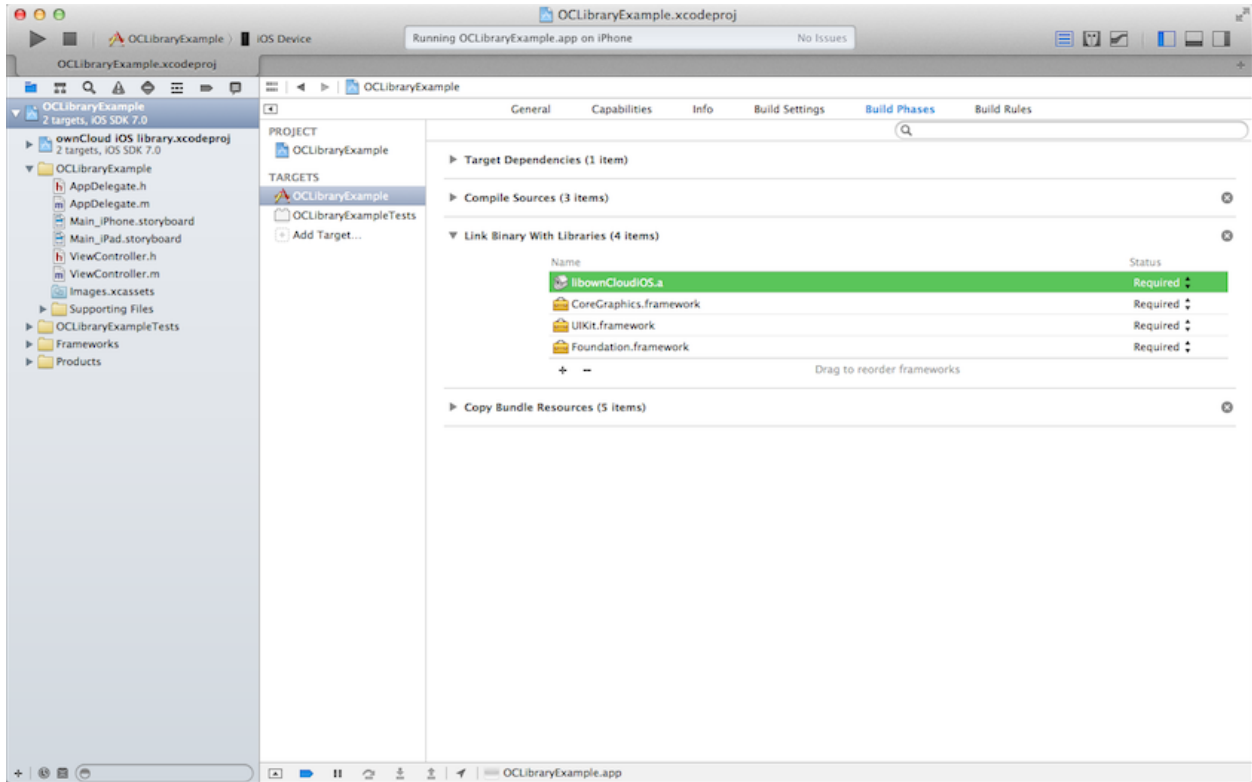 OCLibraryExample.xcodeproj
OCLibraryExample
iOS Device
Running OCLibraryExample.app on iPhone
No Issues
OCLibraryExample.xcodeproj
OCLibraryExample
2 targets, iOS SDK 7.0
ownCloud iOS library.xcodeproj
2 targets, iOS SDK 7.0
OCLibraryExample
AppDelegate.h
AppDelegate.m
Main_iPhone.storyboard
Main_iPad.storyboard
ViewController.h
ViewController.m
Images.xcassets
Supporting Files
OCLibraryExampleTests
Frameworks
Products
OCLibraryExample
General Capabilities Info Build Settings Build Phases Build Rules
PROJECT
OCLibraryExample
TARGETS
OCLibraryExample
OCLibraryExampleTests
Add Target...
Target Dependencies (1 item)
Compile Sources (3 items)
Link Binary With Libraries (4 items)
Name Status
libownCloudiOS.a Required
CoreGraphics.framework Required
UIKit.framework Required
Foundation.framework Required
Drag to reorder frameworks
Copy Bundle Resources (5 items)
OCLibraryExample.app